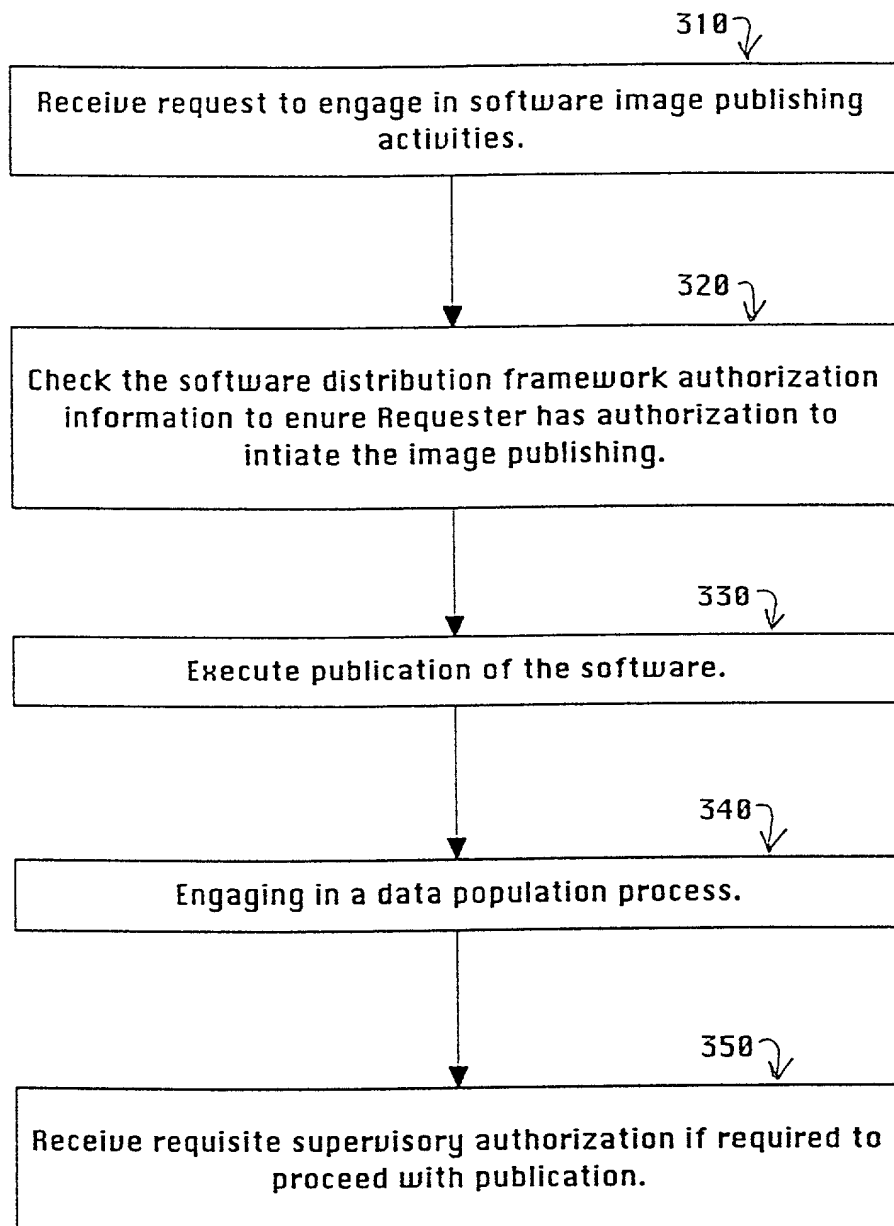 310
Receive request to engage in software image publishing
activities.
320
Check the software distribution framework authorization
information to enure Requester has authorization to
intiate the image publishing.
330
Execute publication of the software.
340
Engaging in a data population process.
350
Receive requisite supervisory authorization if required to
proceed with publication.